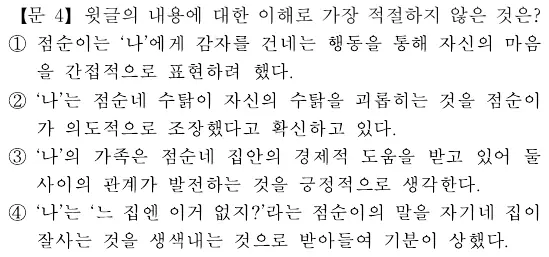 【문 4】 윗글의 내용에 대한 이해로 가장 적절하지 않은 것은?
① 점순이는 ‘나’에게 감자를 건네는 행동을 통해 자신의 마음
을 간접적으로 표현하려 했다.
② ‘나’는 점순네 수탉이 자신의 수탉을 괴롭히는 것을 점순이
가 의도적으로 조장했다고 확신하고 있다.
③ ‘나’의 가족은 점순네 집안의 경제적 도움을 받고 있어 둘
사이의 관계가 발전하는 것을 긍정적으로 생각한다.
④ ‘나’는 ‘느 집엔 이거 없지?’라는 점순이의 말을 자기네 집이
잘사는 것을 생색내는 것으로 받아들여 기분이 상했다.